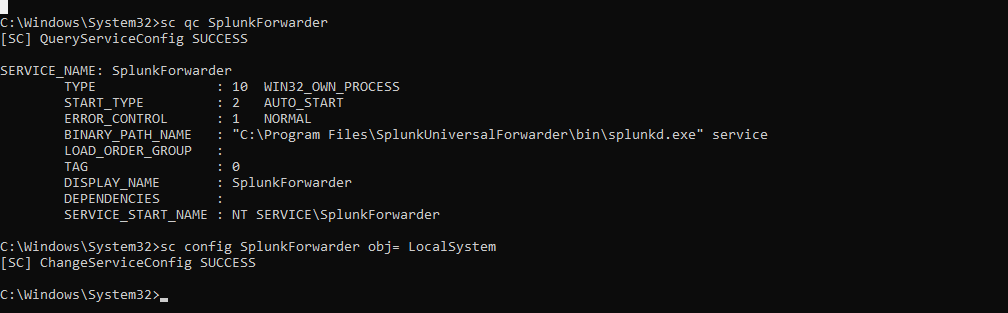 C:\Windows\System32>sc qc SplunkForwarder
[SC] QueryServiceConfig SUCCESS
SERVICE_NAME: SplunkForwarder
TYPE : 10 WIN32_OWN_PROCESS
START_TYPE : 2 AUTO_START
ERROR_CONTROL : 1 NORMAL
BINARY_PATH_NAME : "C:\Program Files\SplunkUniversalForwarder\bin\splunkd.exe" service
LOAD_ORDER_GROUP :
TAG : 0
DISPLAY_NAME : SplunkForwarder
DEPENDENCIES :
SERVICE_START_NAME : NT SERVICE\SplunkForwarder
C:\Windows\System32>sc config SplunkForwarder obj= LocalSystem
[SC] ChangeServiceConfig SUCCESS
C:\Windows\System32>